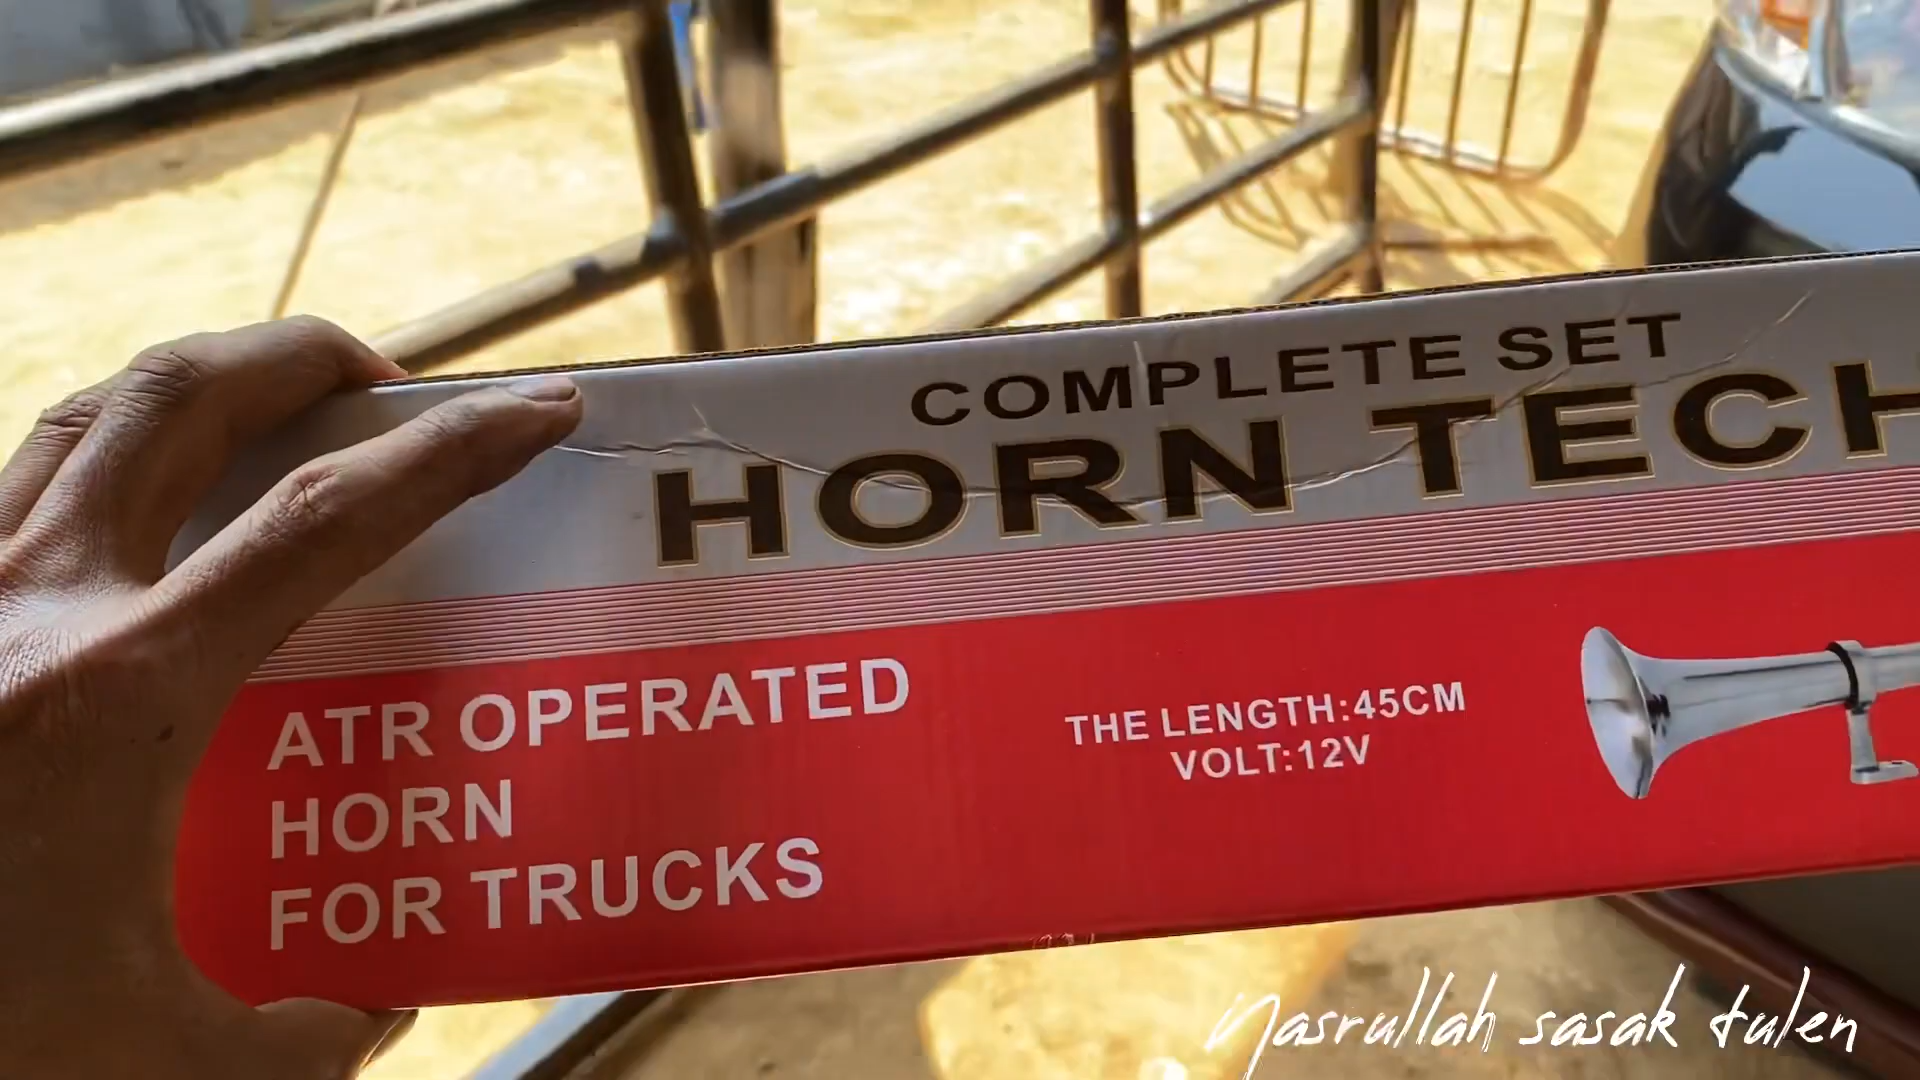 COMPLETE SET
HORN TECH
ATR OPERATED
HORN
FOR TRUCKS
THE LENGTH:45CM
VOLT:12V
Nasrullah sasak tulen